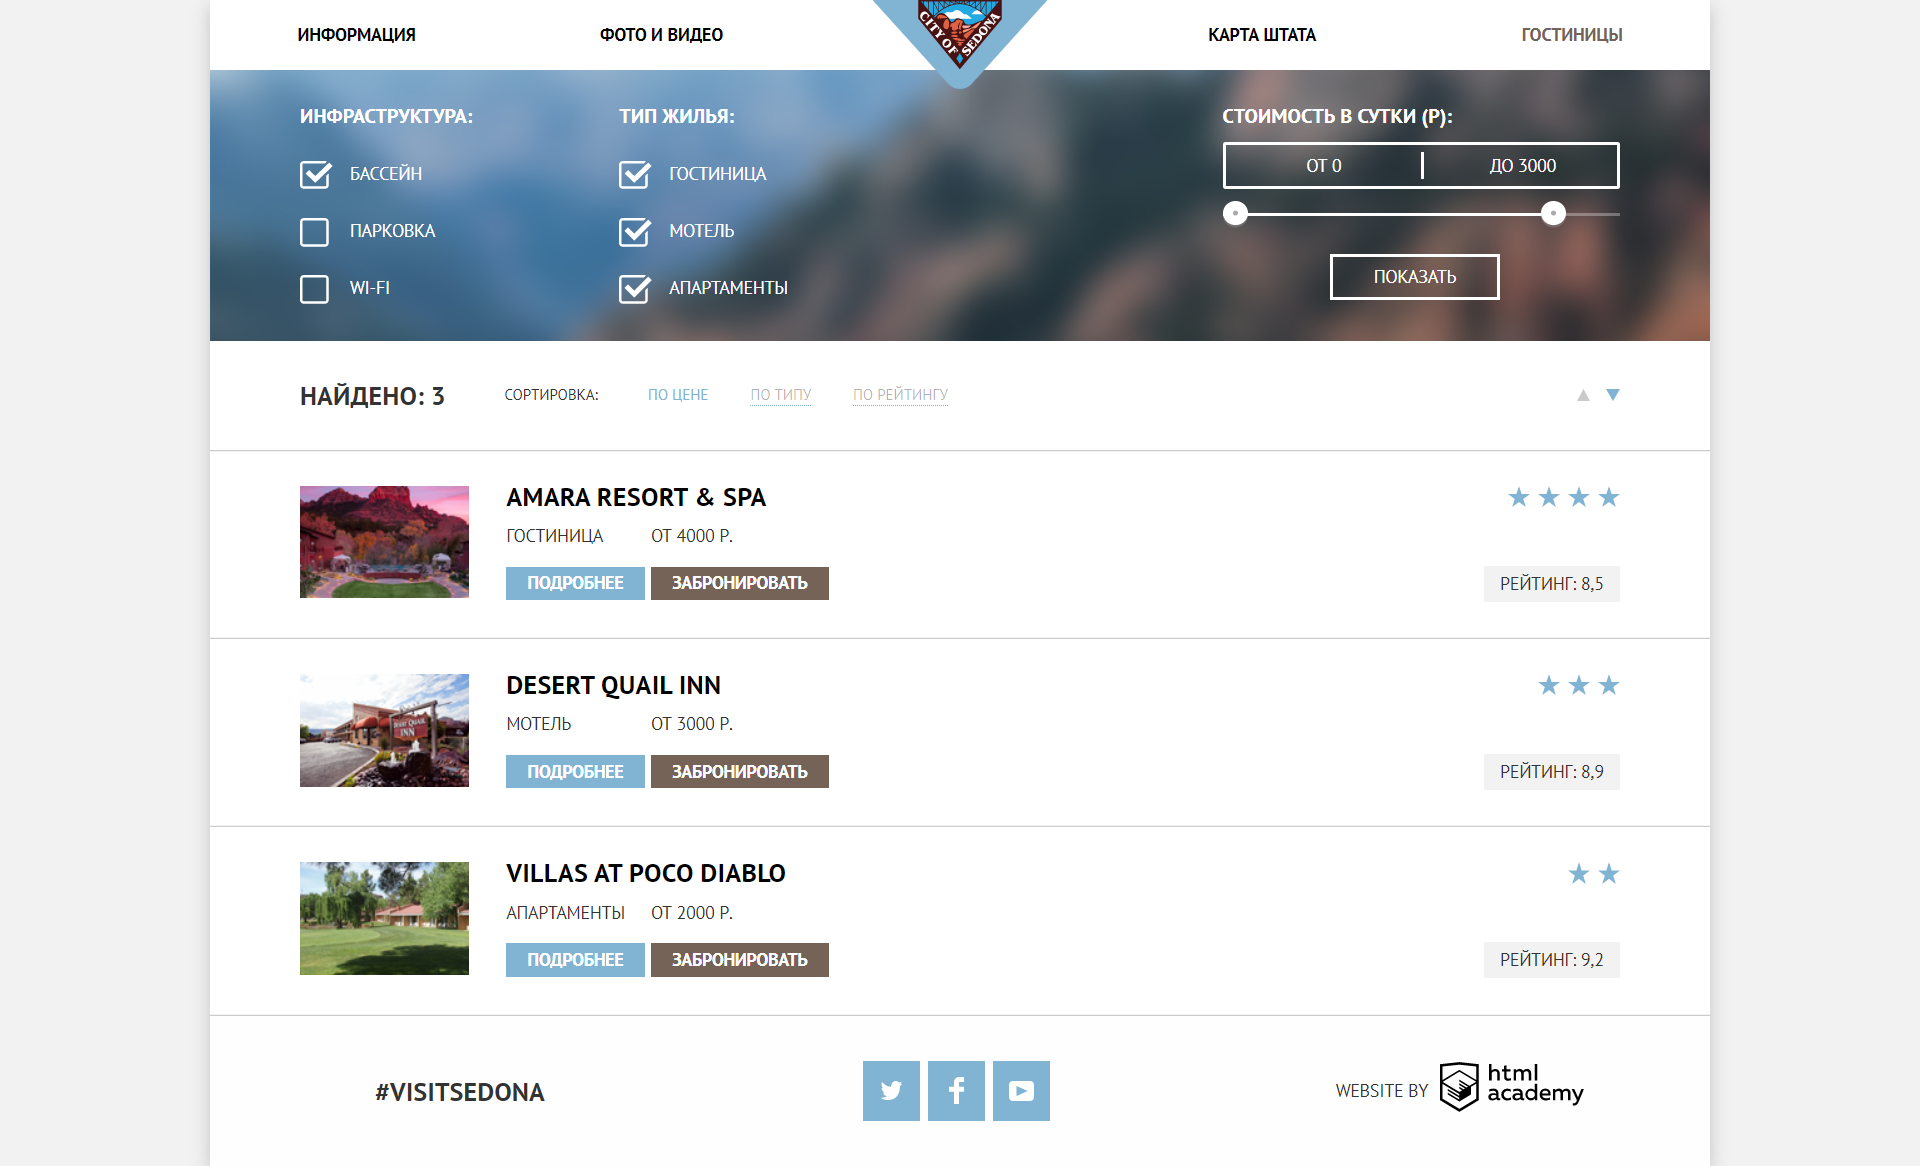 ИНФОРМАЦИЯ
ФОТО И ВИДЕО
CITY OF SEDONA
КАРТА ШТАТА
ГОСТИНИЦЫ
ИНФРАСТРУКТУРА:
БАССЕЙН
ПАРКОВКА
WI-FI
ТИП ЖИЛЬЯ:
ГОСТИНИЦА
МОТЕЛЬ
АПАРТАМЕНТЫ
СТОИМОСТЬ В СУТКИ (Р):
ОТ 0
ДО 3000
ПОКАЗАТЬ
НАЙДЕНО: 3
СОРТИРОВКА:
ПО ЦЕНЕ
ПО ТИПУ
ПО РЕЙТИНГУ
AMARA RESORT & SPA
ГОСТИНИЦА
ОТ 4000 Р.
ПОДРОБНЕЕ
ЗАБРОНИРОВАТЬ
РЕЙТИНГ: 8,5
DESERT QUAIL
INN
DESERT QUAIL INN
МОТЕЛЬ
ОТ 3000 Р.
ПОДРОБНЕЕ
ЗАБРОНИРОВАТЬ
РЕЙТИНГ: 8,9
VILLAS AT POCO DIABLO
АПАРТАМЕНТЫ
ОТ 2000 Р.
ПОДРОБНЕЕ
ЗАБРОНИРОВАТЬ
РЕЙТИНГ: 9,2
#VISITSEDONA
WEBSITE BY
html
academy